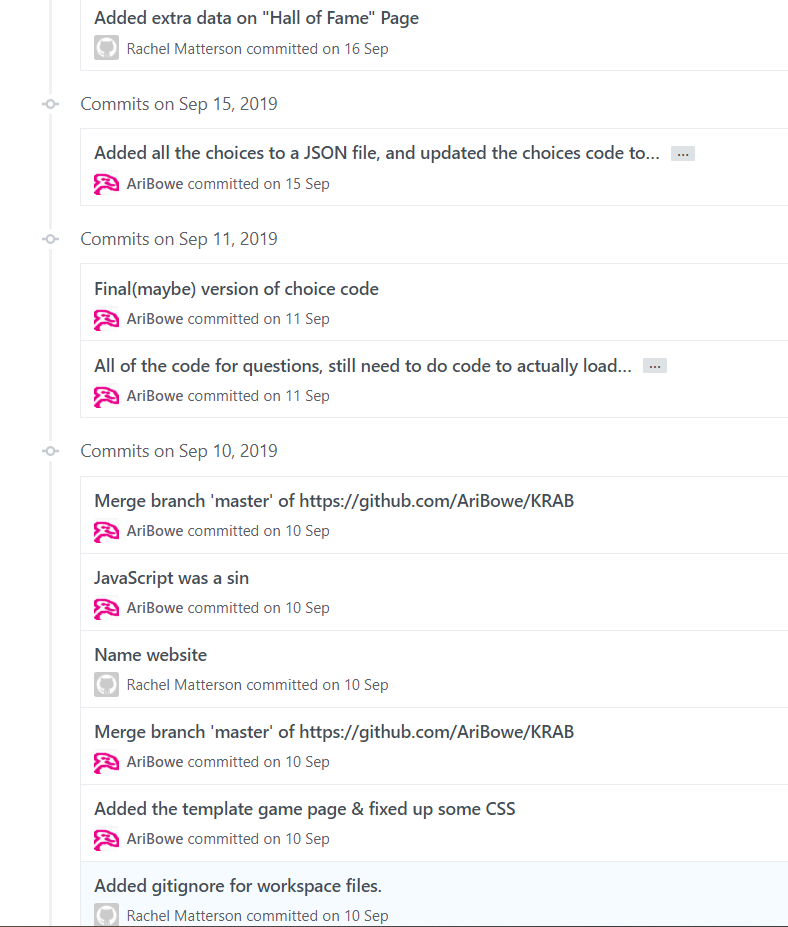 Added extra data on "Hall of Fame" Page
Rachel Matterson committed on 16 Sep
Commits on Sep 15, 2019
Added all the choices to a JSON file, and updated the choices code to... ...
AriBowe committed on 15 Sep
Commits on Sep 11, 2019
Final(maybe) version of choice code
AriBowe committed on 11 Sep
All of the code for questions, still need to do code to actually load... ...
AriBowe committed on 11 Sep
Commits on Sep 10, 2019
Merge branch 'master' of https://github.com/AriBowe/KRAB
AriBowe committed on 10 Sep
JavaScript was a sin
AriBowe committed on 10 Sep
Name website
Rachel Matterson committed on 10 Sep
Merge branch 'master' of https://github.com/AriBowe/KRAB
AriBowe committed on 10 Sep
Added the template game page & fixed up some CSS
AriBowe committed on 10 Sep
Added gitignore for workspace files.
Rachel Matterson committed on 10 Sep